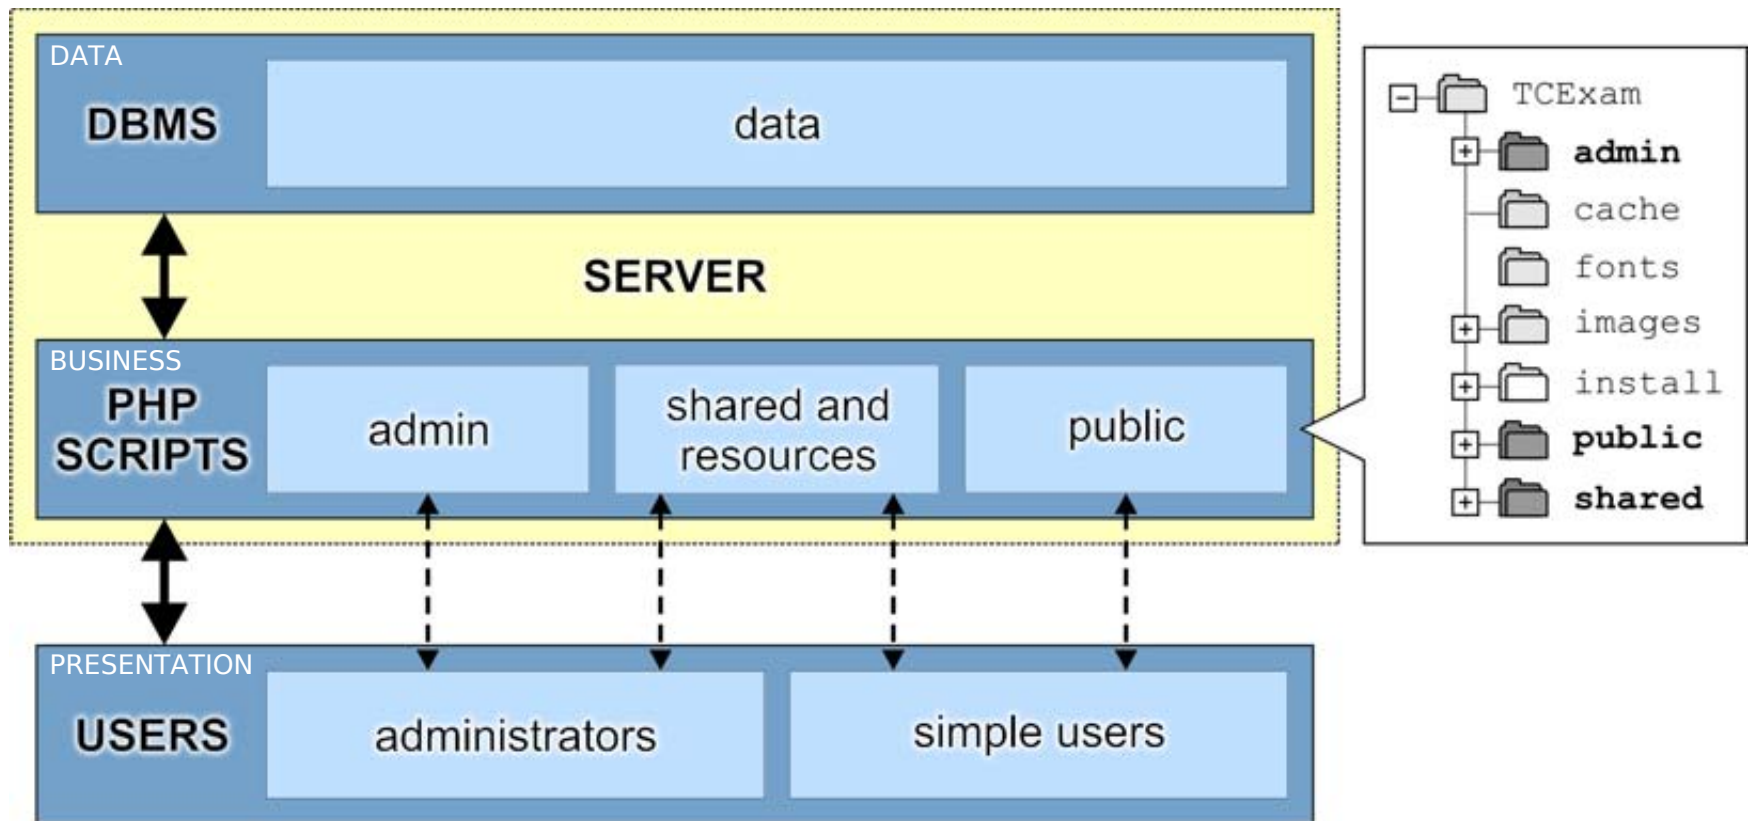 DATA
DBMS
data
SERVER
BUSINESS
PHP
SCRIPTS
admin
shared and
resources
public
PRESENTATION
USERS
administrators
simple users
TCExam
admin
cache
fonts
images
install
public
shared